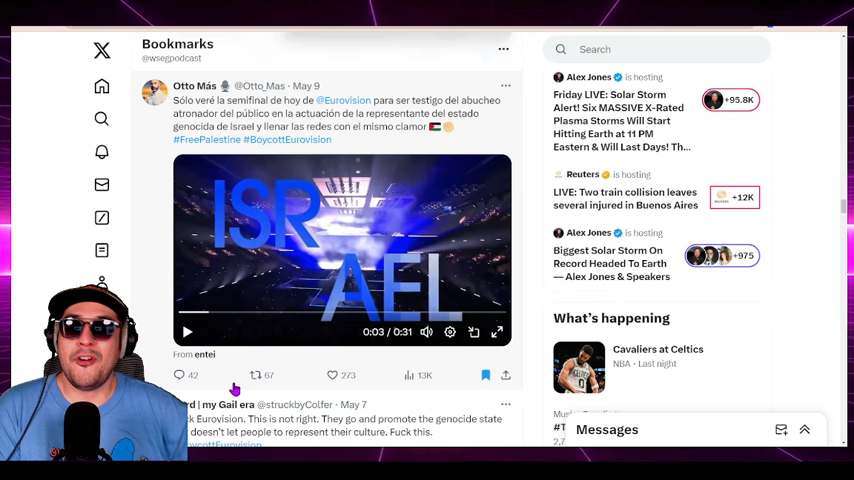 Bookmarks
@wsegpodcast
Otto Más 🎙 @Otto_Mas · May 9
Sólo veré la semifinal de hoy de @Eurovision para ser testigo del abucheo
atronador del público en la actuación de la representante del estado
genocida de Israel y llenar las redes con el mismo clamor 🇵🇸✊🏼
#FreePalestine #BoycottEurovision
ISR
AEL
0:03 / 0:31
From entei
42
67
273
13K
my Gail era @struckbyColfer · May 7
Eurovision. This is not right. They go and promote the genocide state
doesn't let people to represent their culture. Fuck this.
Search
Alex Jones is hosting
Friday LIVE: Solar Storm
Alert! Six MASSIVE X-Rated
Plasma Storms Will Start
Hitting Earth at 11 PM
Eastern & Will Last Days! Th...
+95.8K
Reuters is hosting
LIVE: Two train collision leaves
several injured in Buenos Aires
+12K
Alex Jones is hosting
Biggest Solar Storm On
Record Headed To Earth
— Alex Jones & Speakers
+975
What's happening
Cavaliers at Celtics
NBA · Last night
Messages